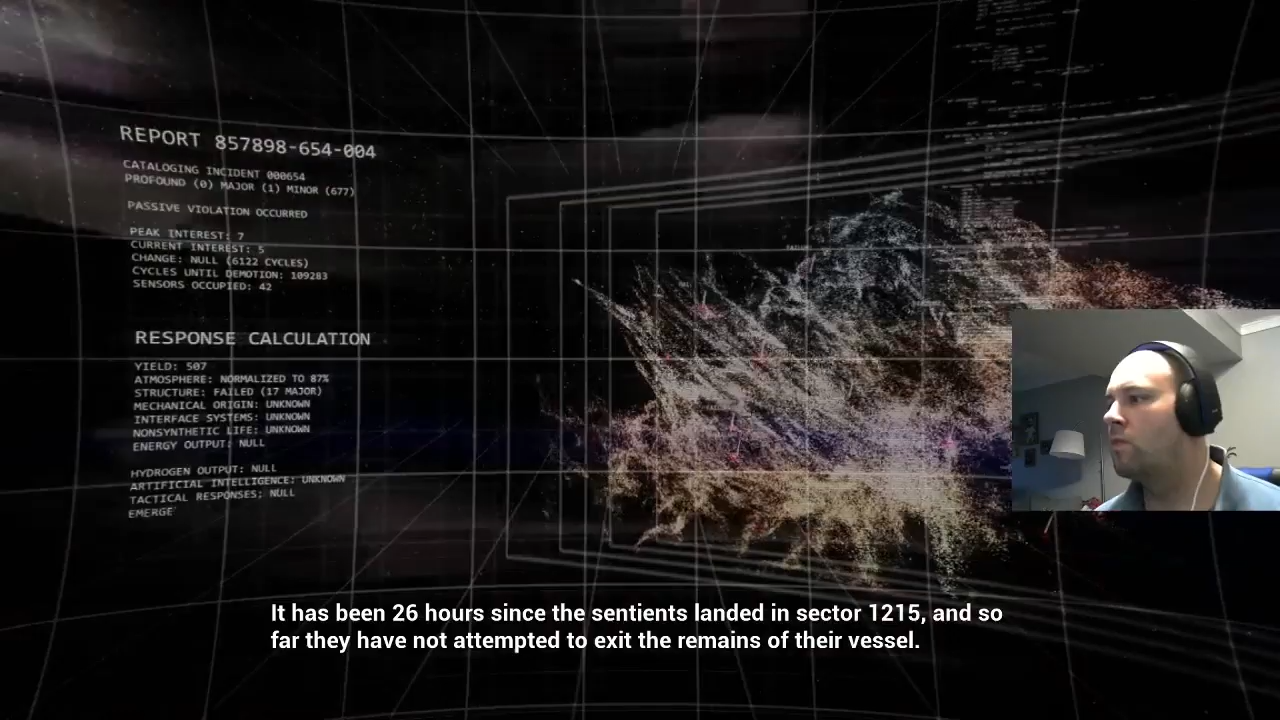 REPORT 857898-654-004
CATALOGING INCIDENT 000654
PROFOUND (0) MAJOR (1) MINOR (677)
PASSIVE VIOLATION OCCURRED
PEAK INTEREST: 7
CURRENT INTEREST: 5
CHANGE: NULL (6122 CYCLES)
CYCLES UNTIL DEMOTION: 109283
SENSORS OCCUPIED: 42
RESPONSE CALCULATION
YIELD: 507
ATMOSPHERE: NORMALIZED TO 87%
STRUCTURE: FAILED (17 MAJOR)
MECHANICAL ORIGIN: UNKNOWN
INTERFACE SYSTEMS: UNKNOWN
NONSYNTHETIC LIFE: UNKNOWN
ENERGY OUTPUT: NULL
HYDROGEN OUTPUT: NULL
ARTIFICIAL INTELLIGENCE: UNKNOWN
TACTICAL RESPONSES: NULL
EMERGE
It has been 26 hours since the sentients landed in sector 1215, and so
far they have not attempted to exit the remains of their vessel.